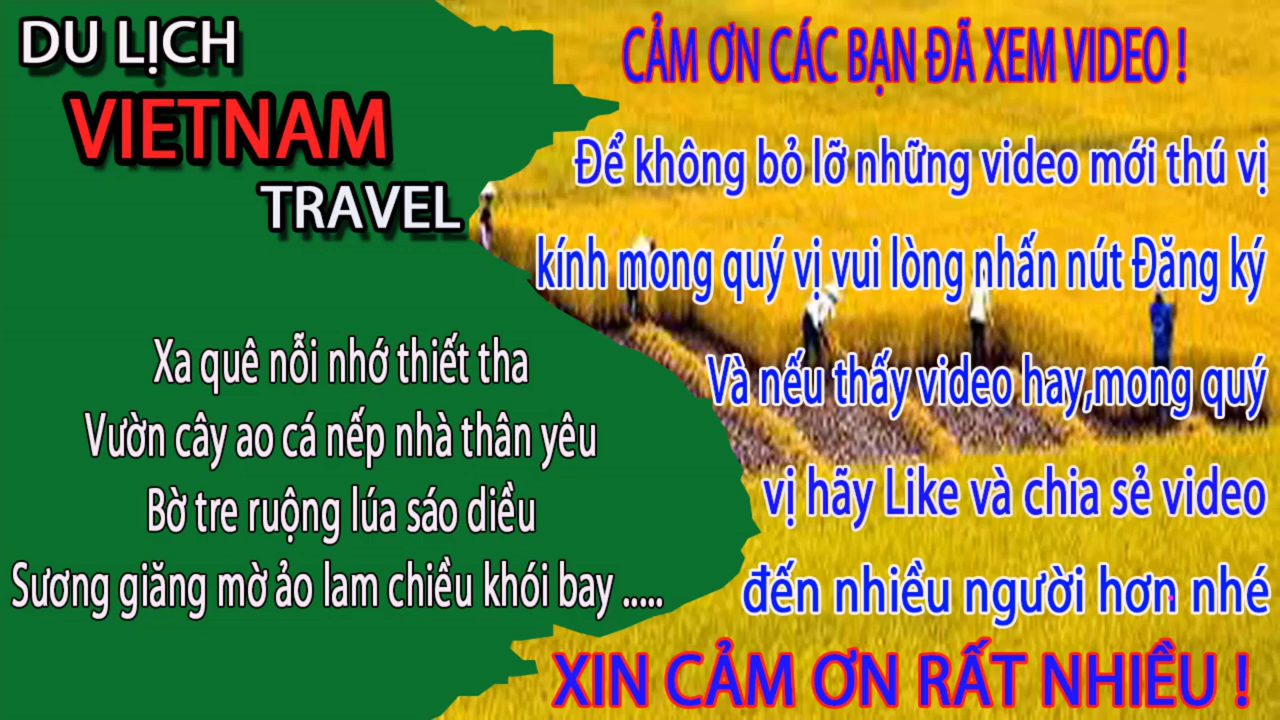 DU LỊCH
VIETNAM
TRAVEL
Xa quê nỗi nhớ thiết tha
Vườn cây ao cá nếp nhà thân yêu
Bờ tre ruộng lúa sáo diều
Sương giăng mờ ảo lam chiều khói bay .....
CẢM ƠN CÁC BẠN ĐÃ XEM VIDEO !
Để không bỏ lỡ những video mới thú vị
kính mong quý vị vui lòng nhấn nút Đăng ký
Và nếu thấy video hay,mong quý
vị hãy Like và chia sẻ video
đến nhiều người hơn nhé
XIN CẢM ƠN RẤT NHIỀU !